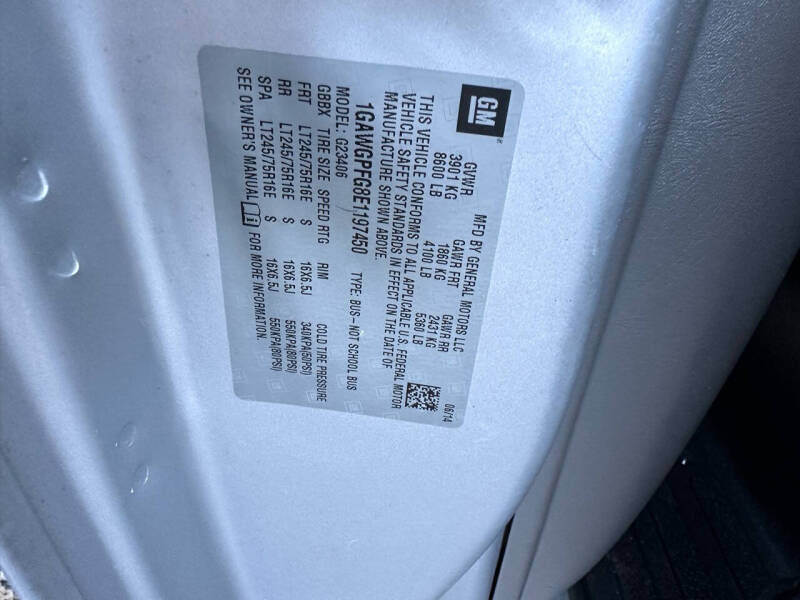 GM
MFD BY GENERAL MOTORS LLC
06/14
GVWR GAWR FRT GAWR RR
3901 KG 1860 KG 2431 KG
8600 LB 4100 LB 5360 LB
THIS VEHICLE CONFORMS TO ALL APPLICABLE U.S. FEDERAL MOTOR
VEHICLE SAFETY STANDARDS IN EFFECT ON THE DATE OF
MANUFACTURE SHOWN ABOVE.
1GAWGPFG8E1197450 TYPE: BUS–NOT SCHOOL BUS
MODEL: G23406
GBBX TIRE SIZE SPEED RTG RIM COLD TIRE PRESSURE
FRT LT245/75R16E S 16X6.5J 340KPA(50PSI)
RR LT245/75R16E S 16X6.5J 550KPA(80PSI)
SPA LT245/75R16E S 16X6.5J 550KPA(80PSI)
SEE OWNER'S MANUAL FOR MORE INFORMATION.